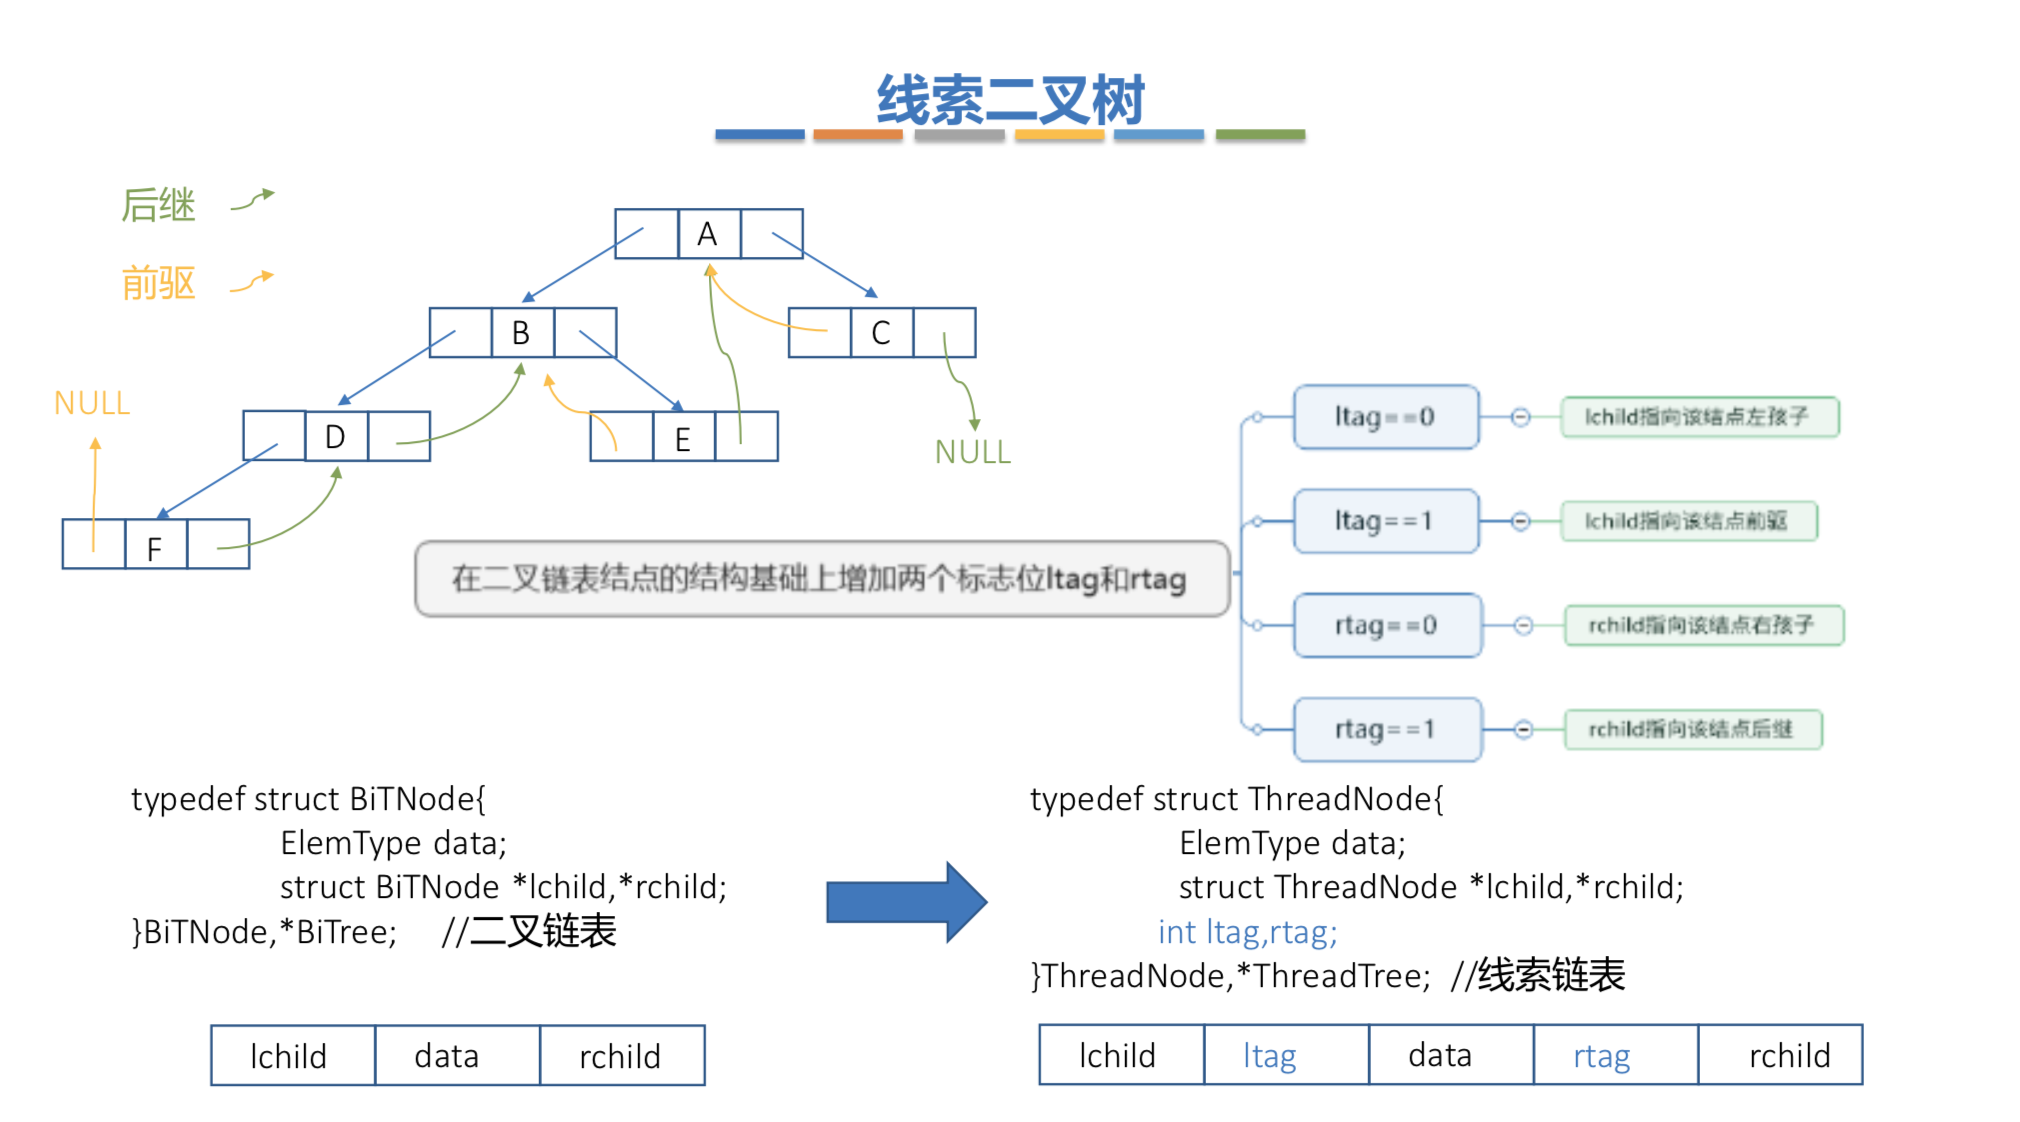 线索二叉树
后继
前驱
A
B
C
NULL
D
E
NULL
F
ltag==0
lchild指向该结点左孩子
ltag==1
lchild指向该结点前驱
在二叉链表结点的结构基础上增加两个标志位ltag和rtag
rtag==0
rchild指向该结点右孩子
rtag==1
rchild指向该结点后继
typedef struct BiTNode{
ElemType data;
struct BiTNode *lchild,*rchild;
}BiTNode,*BiTree; //二叉链表
typedef struct ThreadNode{
ElemType data;
struct ThreadNode *lchild,*rchild;
int ltag,rtag;
}ThreadNode,*ThreadTree; //线索链表
lchild data rchild
lchild ltag data rtag rchild